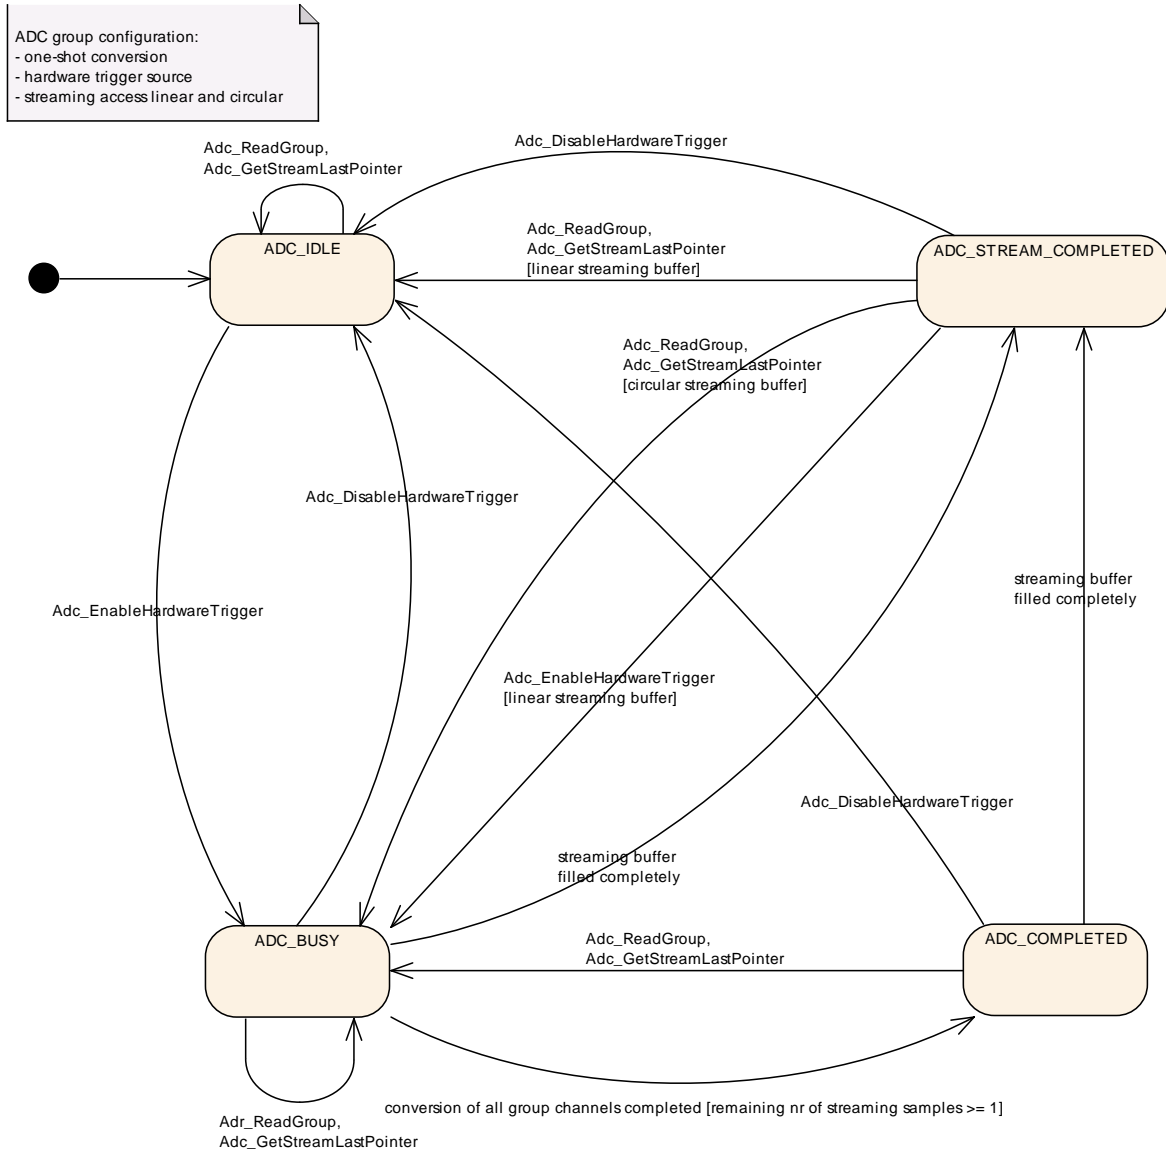 ADC group configuration:
- one-shot conversion
- hardware trigger source
- streaming access linear and circular
Adc_ReadGroup,
Adc_GetStreamLastPointer
Adc_DisableHardwareTrigger
ADC_IDLE
Adc_ReadGroup,
Adc_GetStreamLastPointer
[linear streaming buffer]
ADC_STREAM_COMPLETED
Adc_ReadGroup,
Adc_GetStreamLastPointer
[circular streaming buffer]
Adc_DisableHardwareTrigger
streaming buffer
filled completely
Adc_EnableHardwareTrigger
Adc_EnableHardwareTrigger
[linear streaming buffer]
Adc_DisableHardwareTrigger
streaming buffer
filled completely
ADC_BUSY
Adc_ReadGroup,
Adc_GetStreamLastPointer
ADC_COMPLETED
conversion of all group channels completed [remaining nr of streaming samples >= 1]
Adr_ReadGroup,
Adc_GetStreamLastPointer